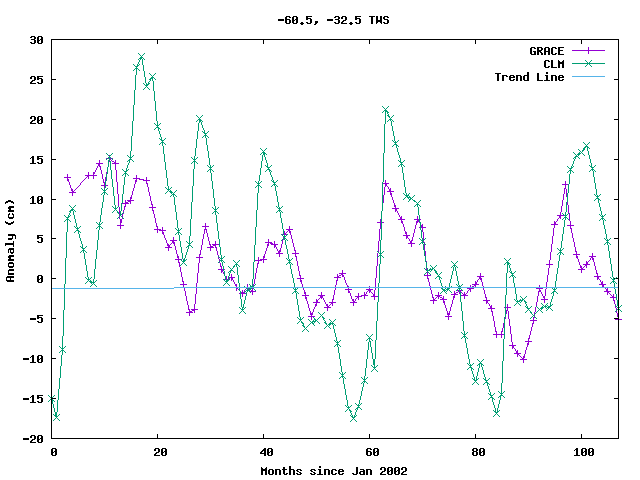 -60.5, -32.5 TWS
GRACE
CLM
Trend Line
Anomaly (cm)
30
25
20
15
10
5
0
-5
-10
-15
-20
0 20 40 60 80 100
Months since Jan 2002